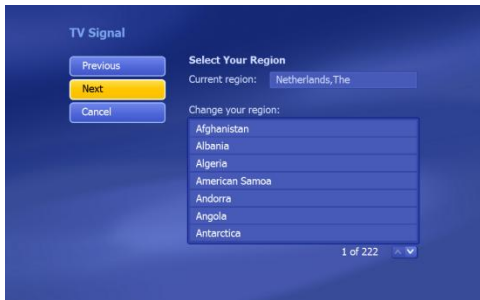 TV Signal
Previous
Next
Cancel
Select Your Region
Current region: Netherlands,The
Change your region:
Afghanistan
Albania
Algeria
American Samoa
Andorra
Angola
Antarctica
1 of 222